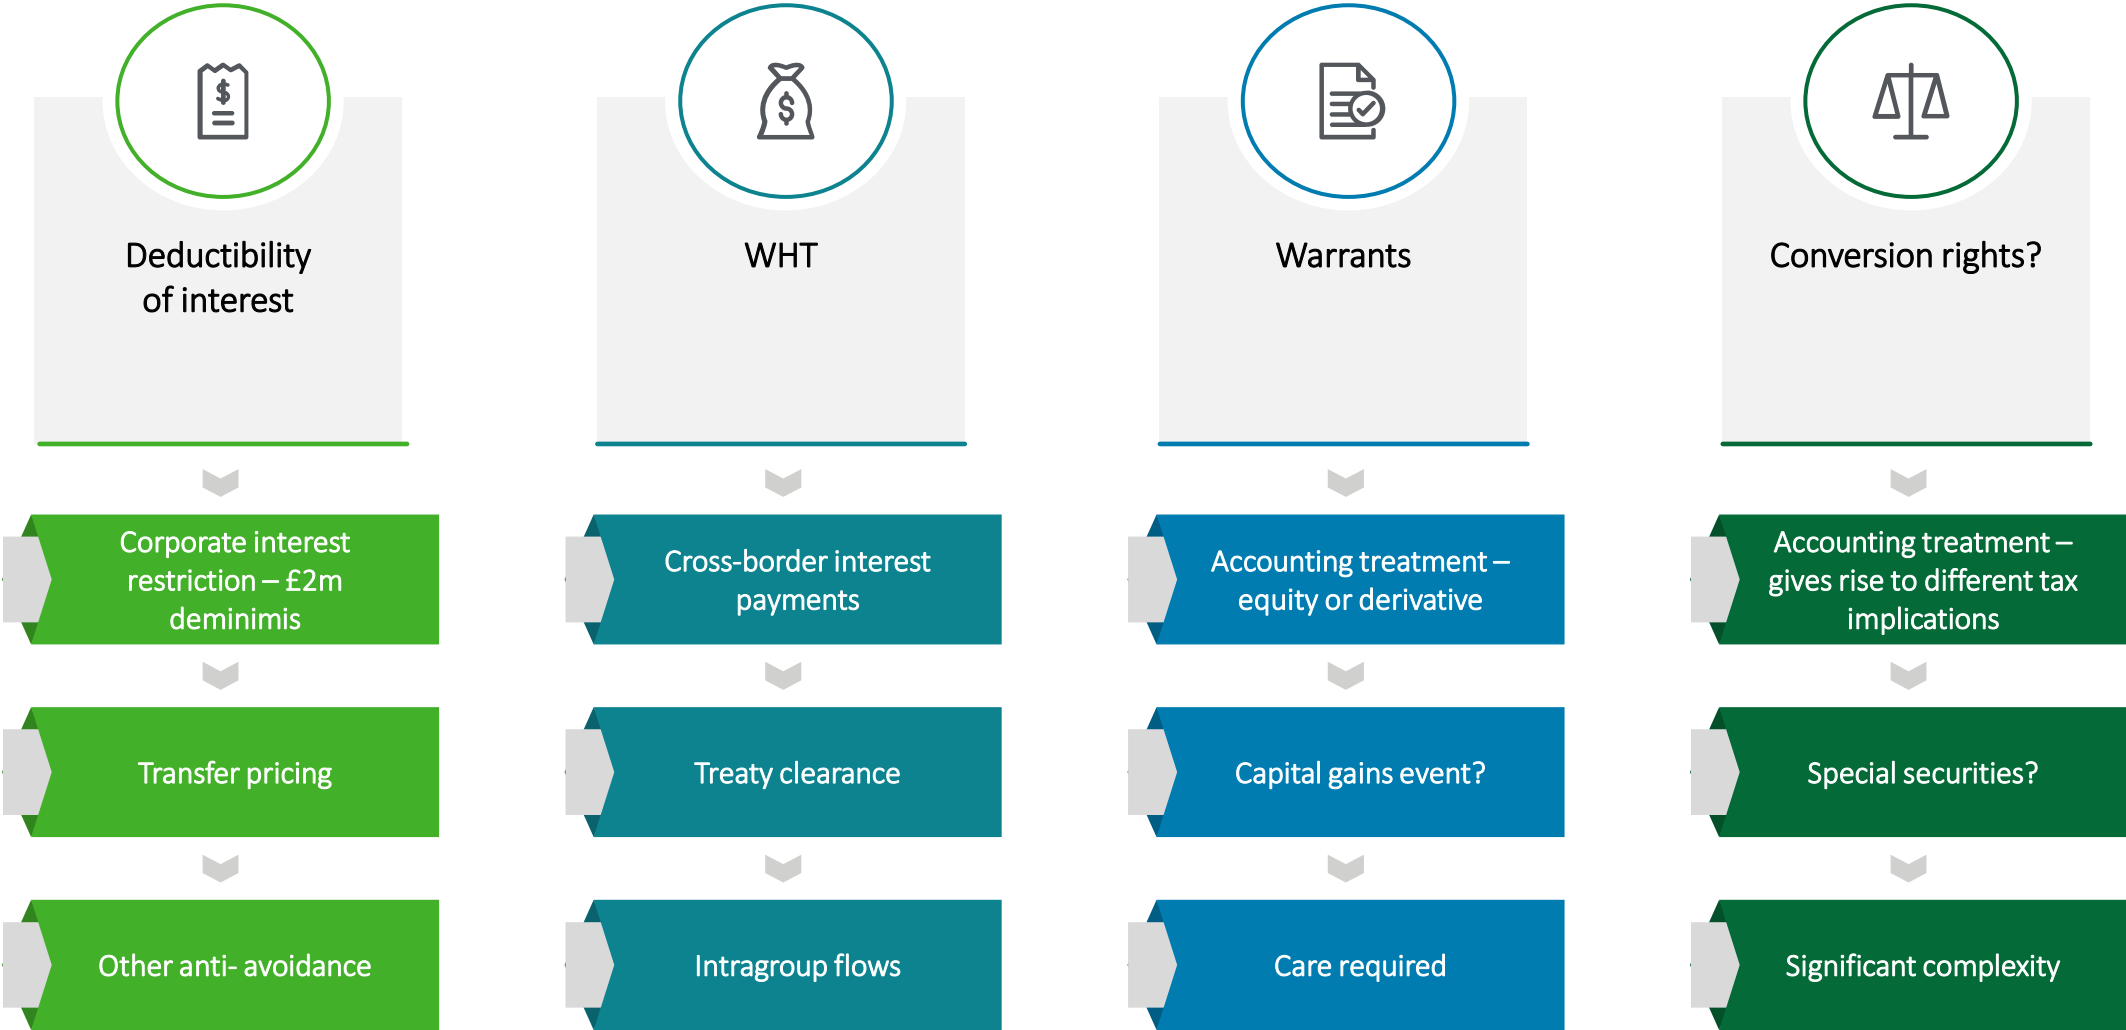 Deductibility
of interest
Corporate interest
restriction – £2m
deminimis
Transfer pricing
Other anti- avoidance
WHT
Cross-border interest
payments
Treaty clearance
Intragroup flows
Warrants
Accounting treatment –
equity or derivative
Capital gains event?
Care required
Conversion rights?
Accounting treatment –
gives rise to different tax
implications
Special securities?
Significant complexity